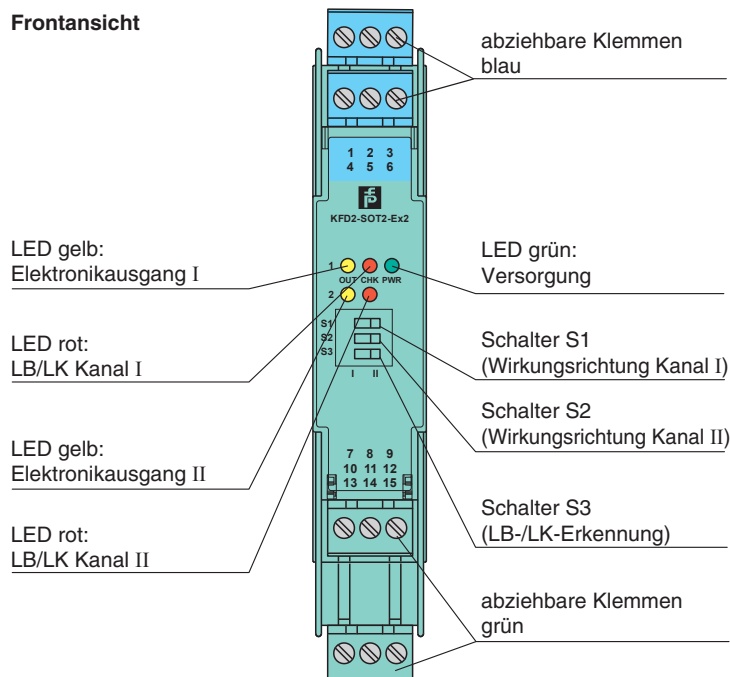 Frontansicht
abziehbare Klemmen
blau
1 2 3
4 5 6
KFD2-SOT2-Ex2
LED gelb:
Elektronikausgang I
LED grün:
Versorgung
1
OUT CHK PWR
2
LED rot:
LB/LK Kanal I
S1
S2
S3
I II
Schalter S1
(Wirkungsrichtung Kanal I)
Schalter S2
(Wirkungsrichtung Kanal II)
LED gelb:
Elektronikausgang II
7 8 9
10 11 12
13 14 15
Schalter S3
(LB-/LK-Erkennung)
LED rot:
LB/LK Kanal II
abziehbare Klemmen
grün